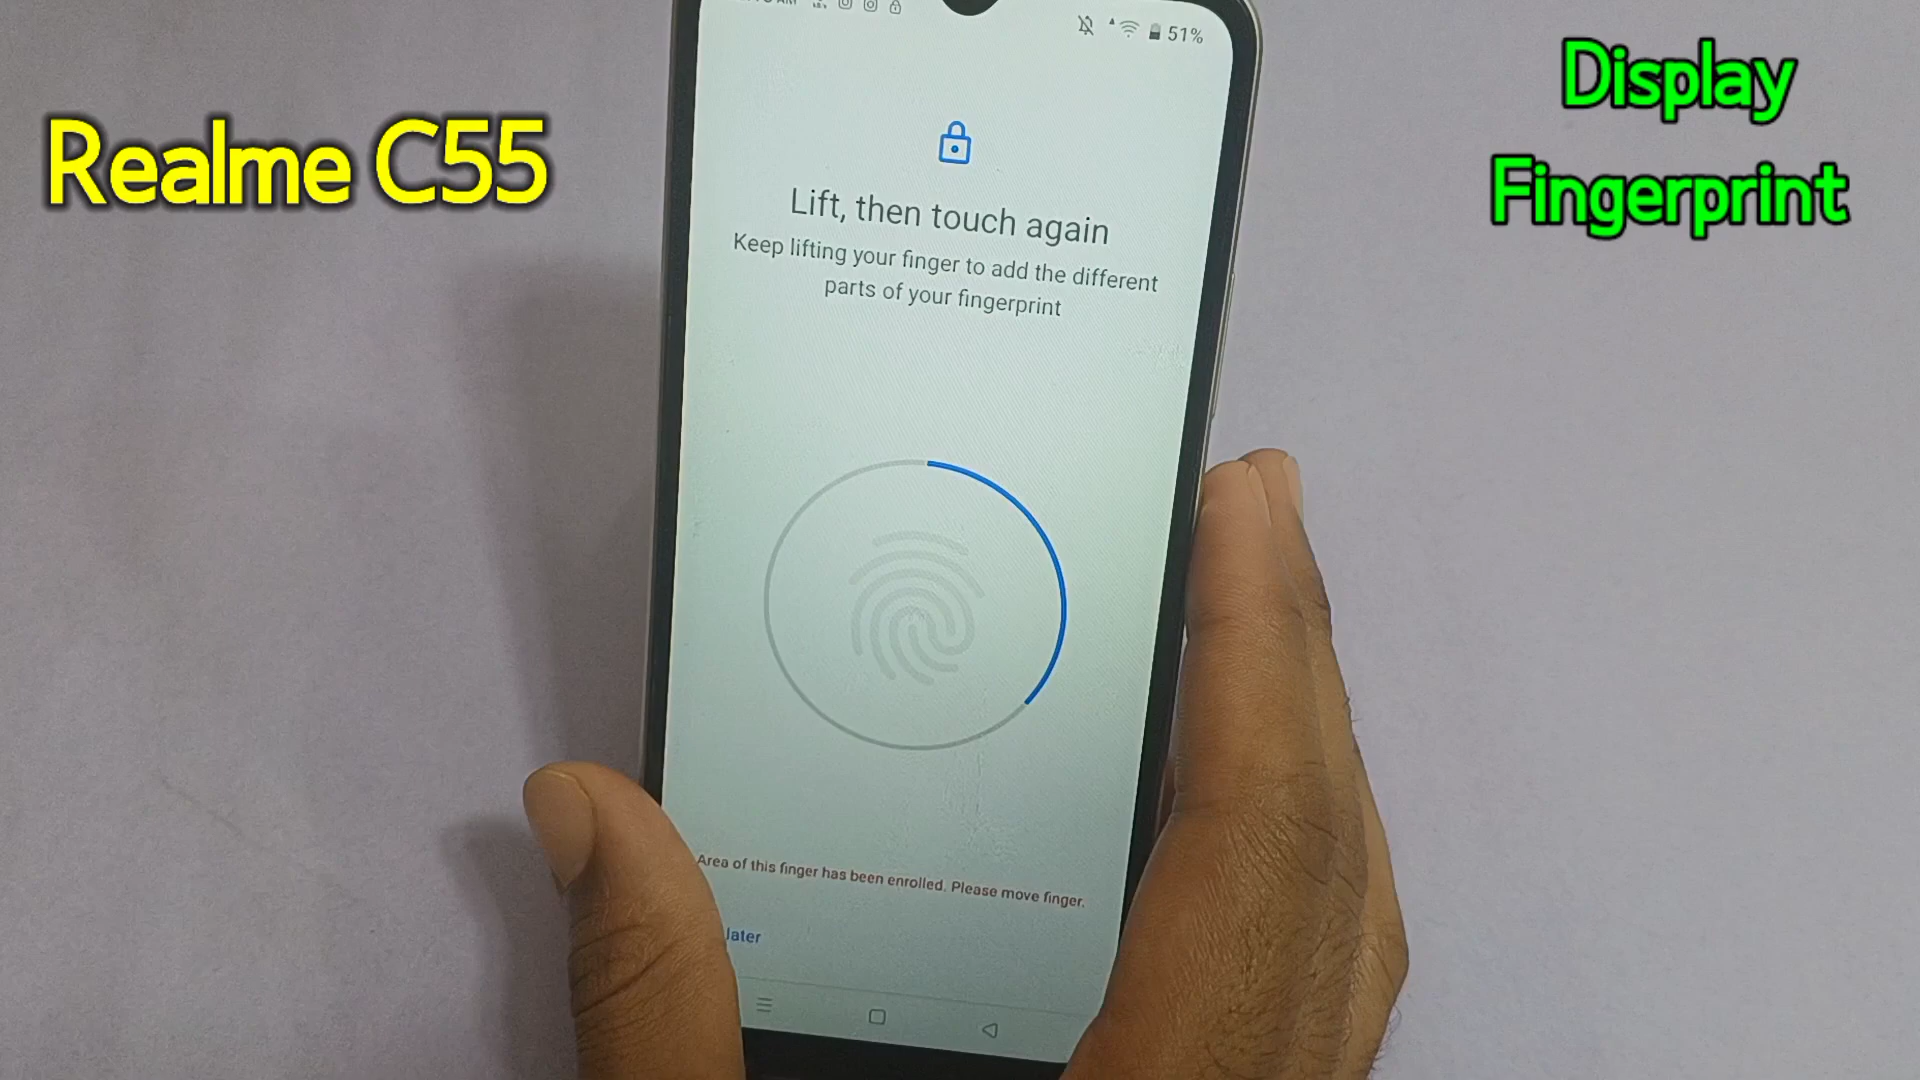 Realme C55
Display
Fingerprint
51%
Lift, then touch again
Keep lifting your finger to add the different
parts of your fingerprint
Area of this finger has been enrolled. Please move finger.
later